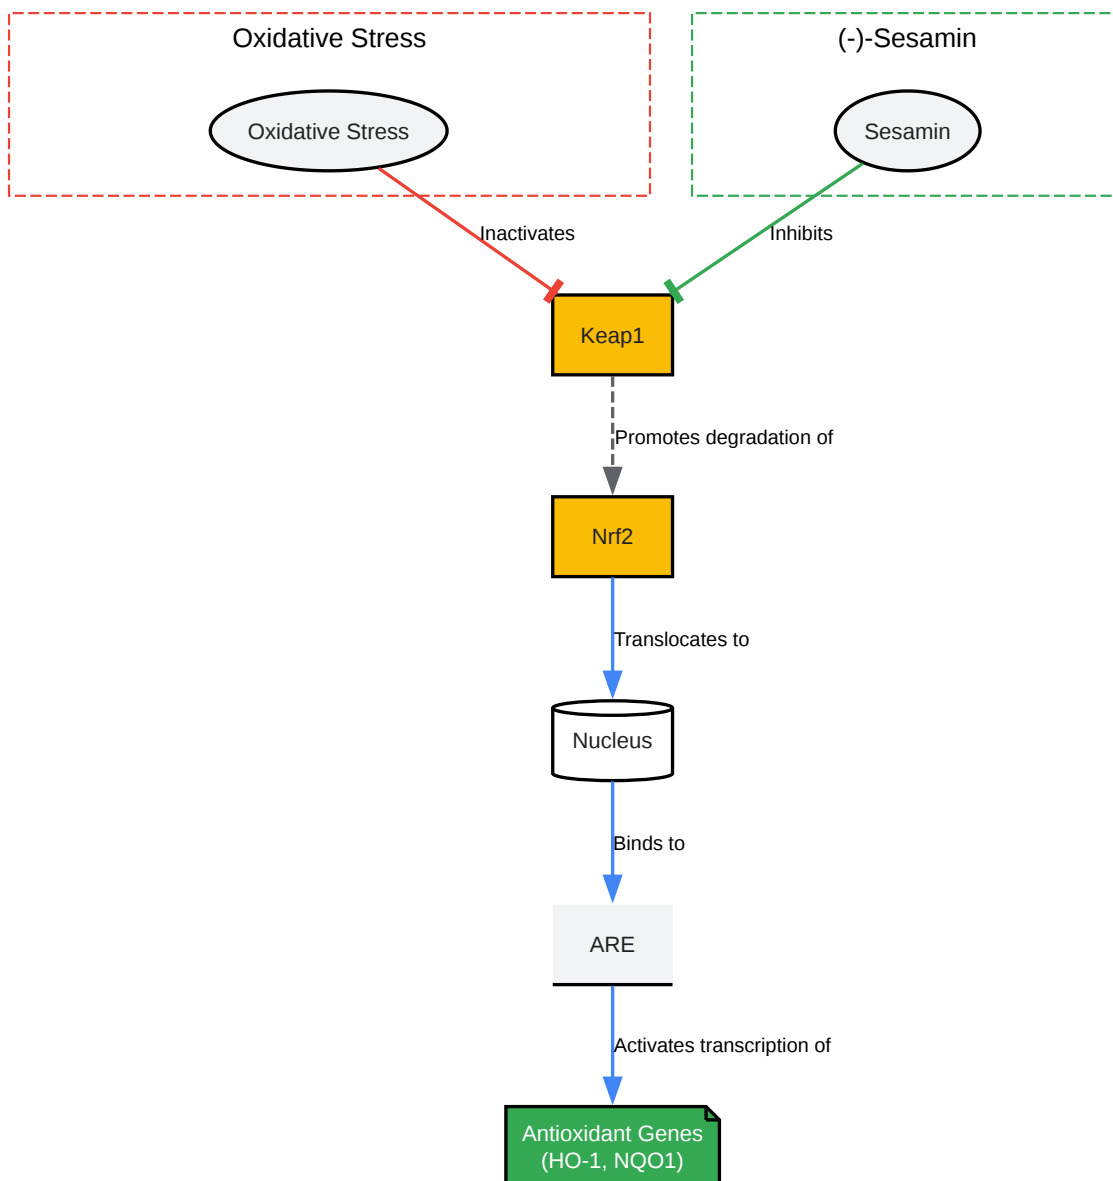 Oxidative Stress
(-)-Sesamin
Oxidative Stress
Sesamin
Inactivates
Inhibits
Keap1
Promotes degradation of
Nrf2
Translocates to
Nucleus
Binds to
ARE
Activates transcription of
Antioxidant Genes
(HO-1, NQO1)